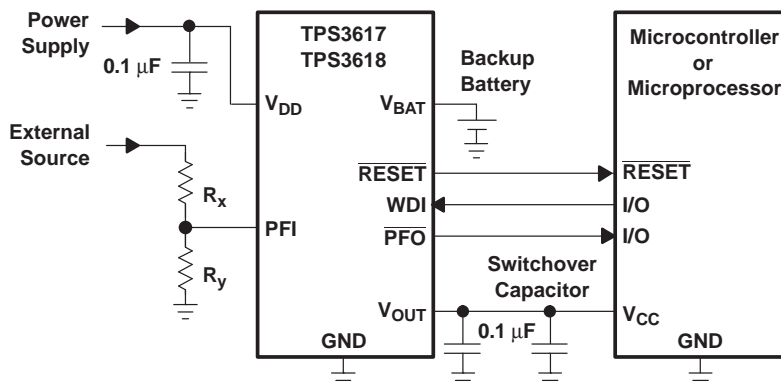 Power
Supply
0.1 μF
External
Source
Rx
Ry
TPS3617
TPS3618
VDD
VBAT
RESET
WDI
PFI
PFO
VOUT
GND
Backup
Battery
Switchover
Capacitor
0.1 μF
Microcontroller
or
Microprocessor
RESET
I/O
I/O
VCC
GND